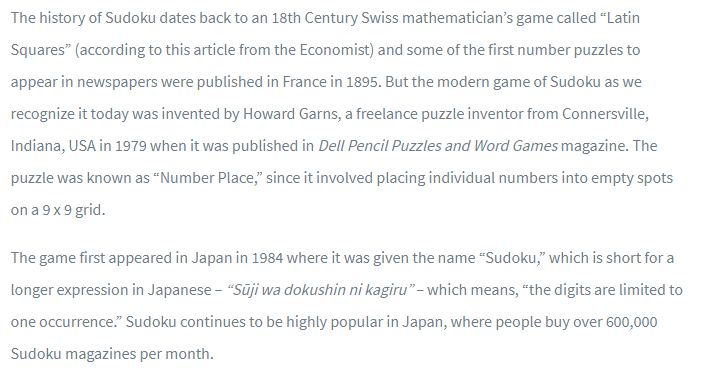 The history of Sudoku dates back to an 18th Century Swiss mathematician’s game called “Latin
Squares” (according to this article from the Economist) and some of the first number puzzles to
appear in newspapers were published in France in 1895. But the modern game of Sudoku as we
recognize it today was invented by Howard Garns, a freelance puzzle inventor from Connersville,
Indiana, USA in 1979 when it was published in Dell Pencil Puzzles and Word Games magazine. The
puzzle was known as “Number Place,” since it involved placing individual numbers into empty spots
on a 9 x 9 grid.
The game first appeared in Japan in 1984 where it was given the name “Sudoku,” which is short for a
longer expression in Japanese – “Sūji wa dokushin ni kagiru” – which means, “the digits are limited to
one occurrence.” Sudoku continues to be highly popular in Japan, where people buy over 600,000
Sudoku magazines per month.